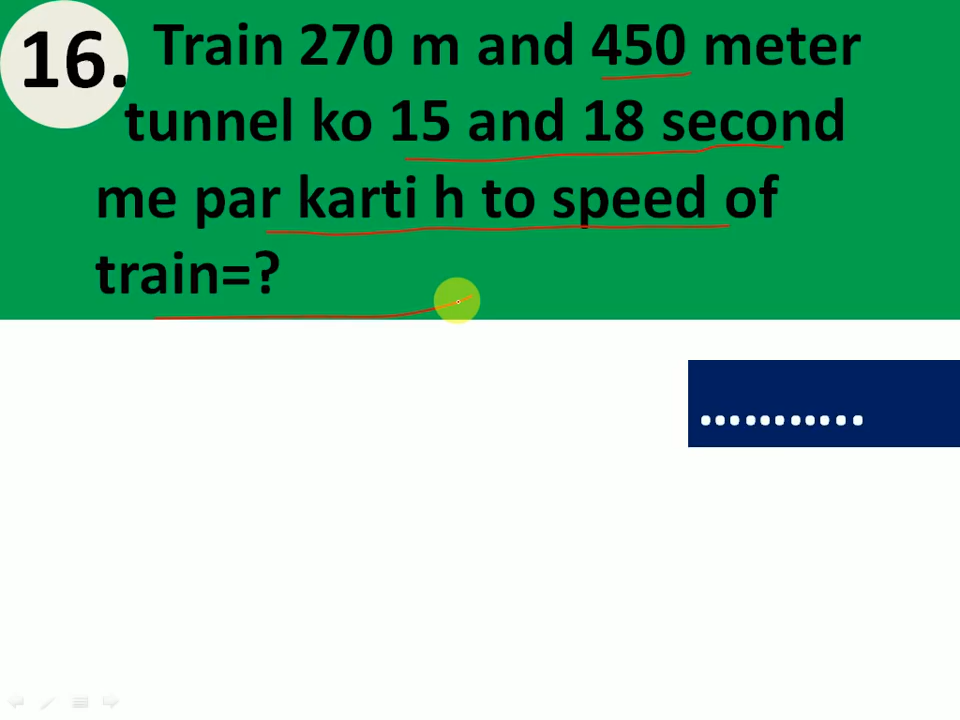 16. Train 270 m and 450 meter
tunnel ko 15 and 18 second
me par karti h to speed of
train=?
...........